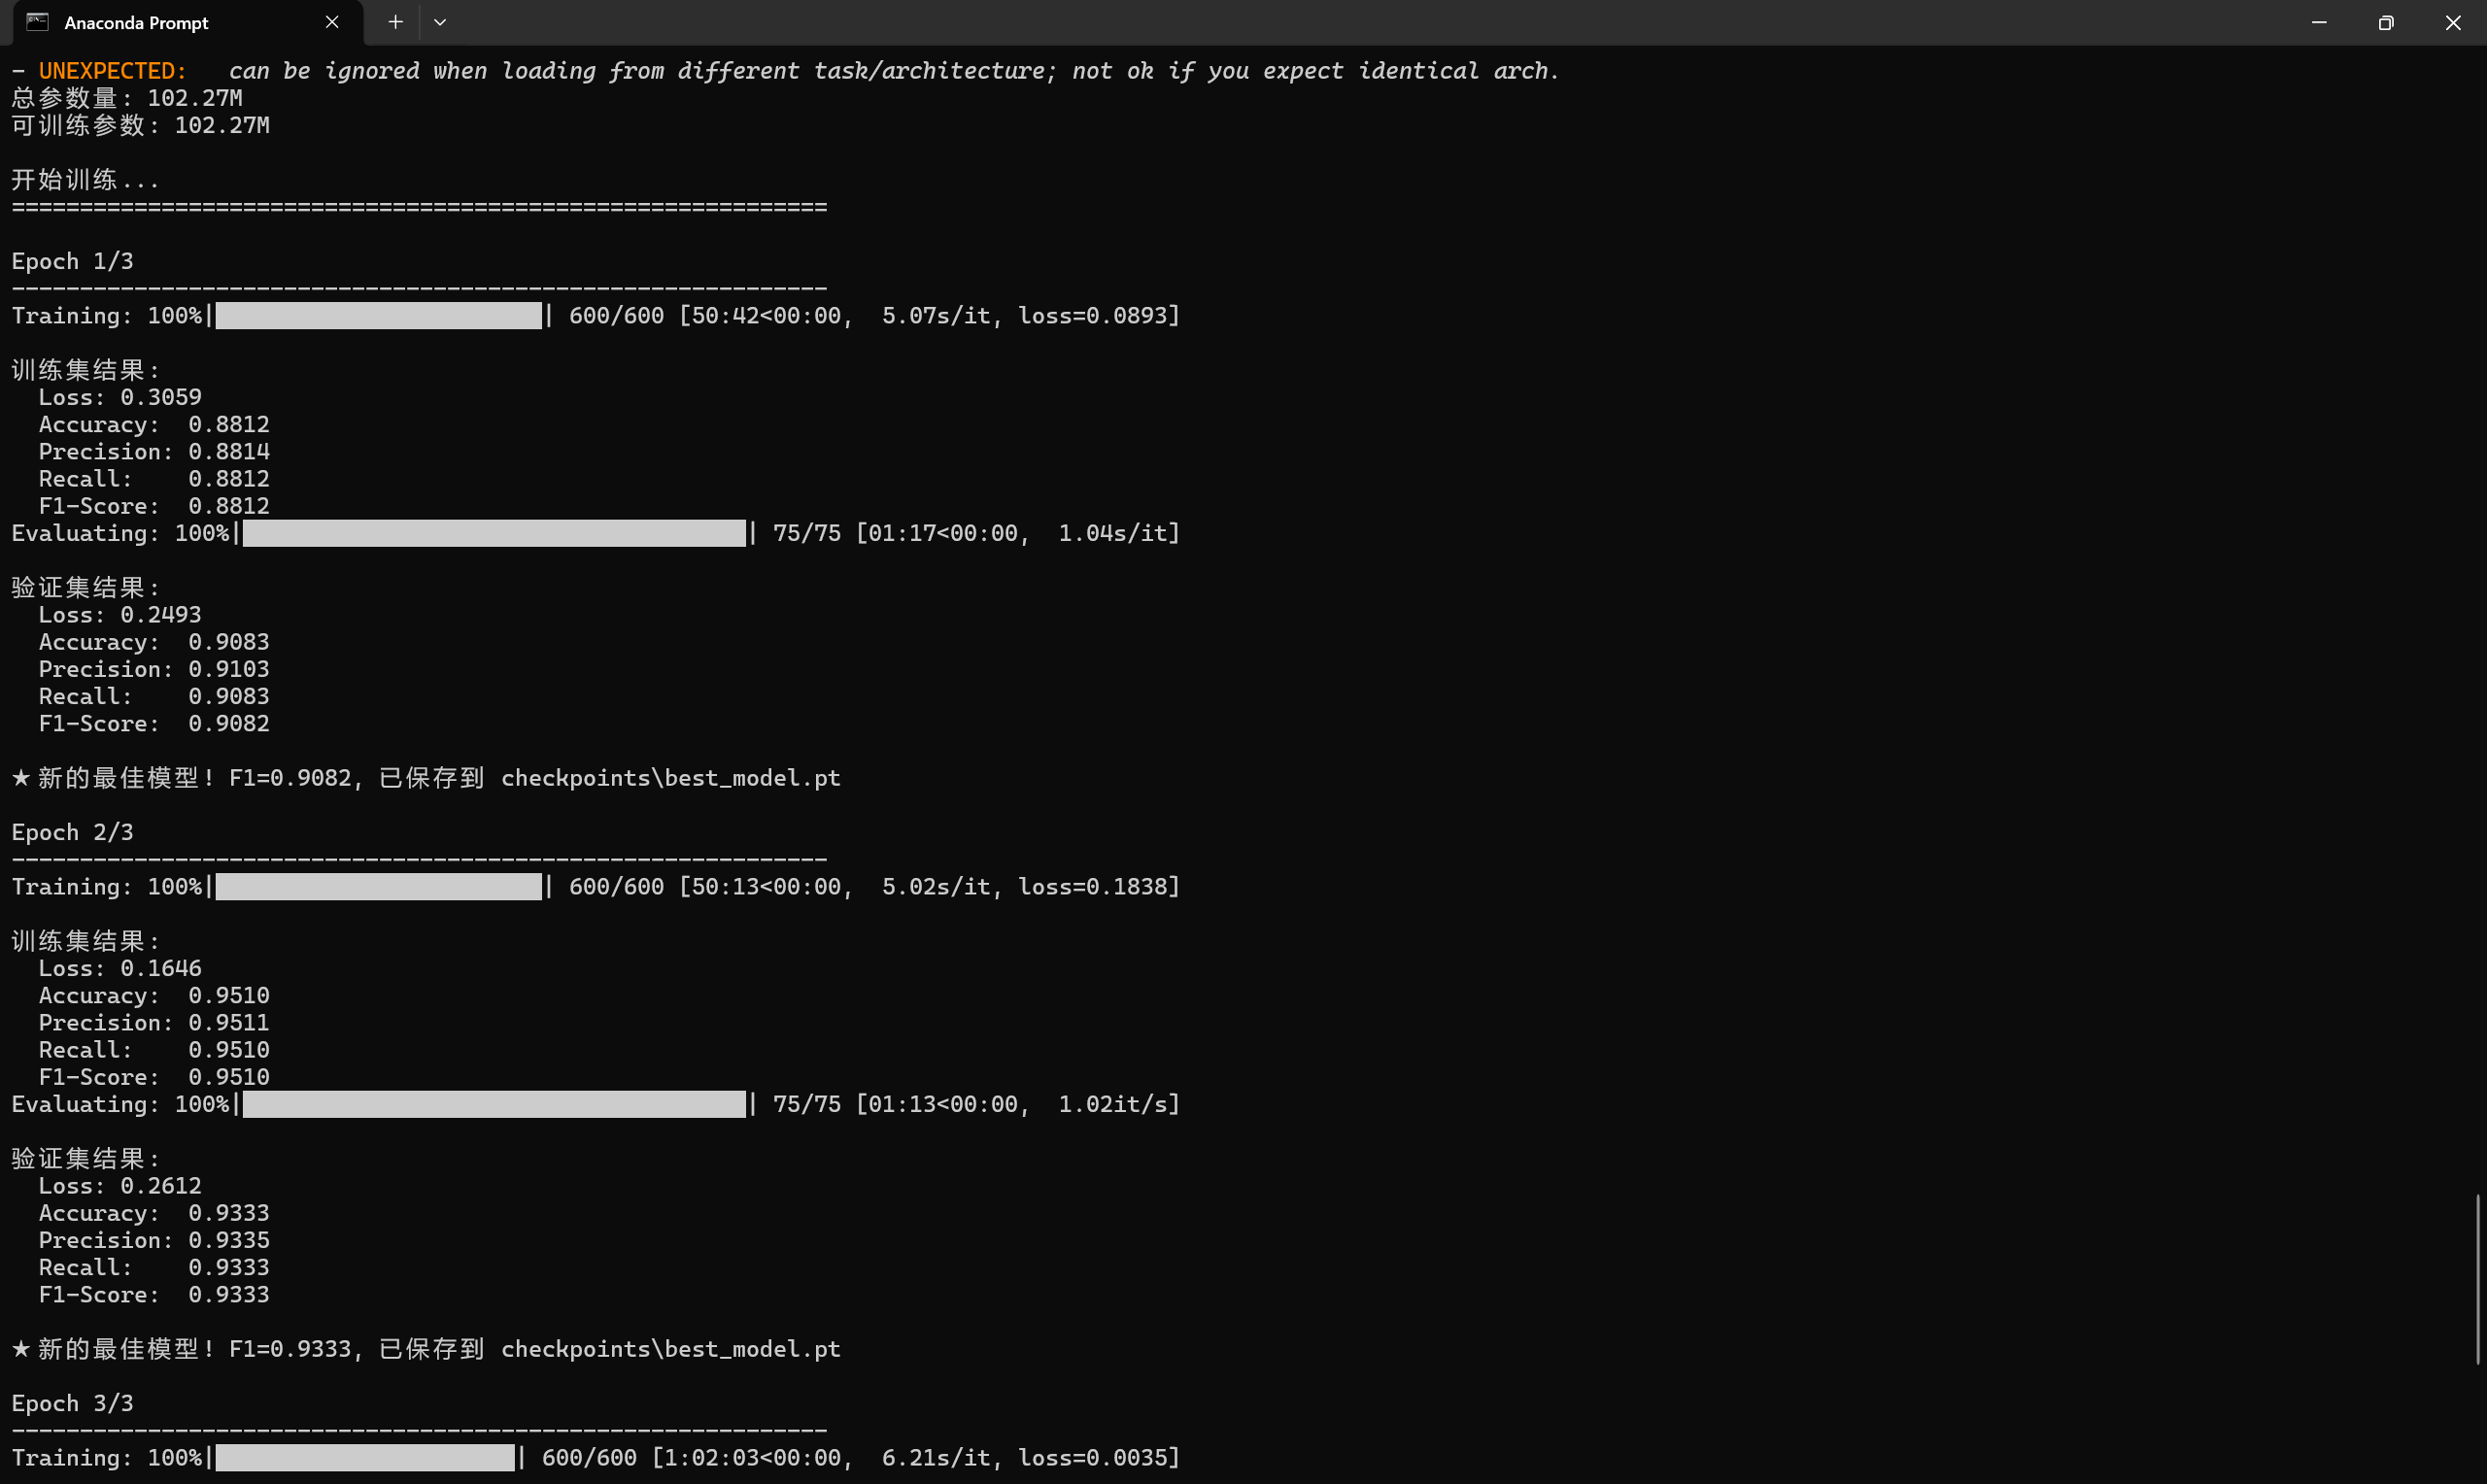 Anaconda Prompt
- UNEXPECTED:   can be ignored when loading from different task/architecture; not ok if you expect identical arch.
总参数量: 102.27M
可训练参数: 102.27M
开始训练...
============================================================
Epoch 1/3
------------------------------------------------------------
Training: 100%|████████████████████████| 600/600 [50:42<00:00,  5.07s/it, loss=0.0893]
训练集结果:
  Loss: 0.3059
  Accuracy:  0.8812
  Precision: 0.8814
  Recall:    0.8812
  F1-Score:  0.8812
Evaluating: 100%|█████████████████████████████████████| 75/75 [01:17<00:00,  1.04s/it]
验证集结果:
  Loss: 0.2493
  Accuracy:  0.9083
  Precision: 0.9103
  Recall:    0.9083
  F1-Score:  0.9082
★ 新的最佳模型! F1=0.9082, 已保存到 checkpoints\best_model.pt
Epoch 2/3
------------------------------------------------------------
Training: 100%|████████████████████████| 600/600 [50:13<00:00,  5.02s/it, loss=0.1838]
训练集结果:
  Loss: 0.1646
  Accuracy:  0.9510
  Precision: 0.9511
  Recall:    0.9510
  F1-Score:  0.9510
Evaluating: 100%|█████████████████████████████████████| 75/75 [01:13<00:00,  1.02it/s]
验证集结果:
  Loss: 0.2612
  Accuracy:  0.9333
  Precision: 0.9335
  Recall:    0.9333
  F1-Score:  0.9333
★ 新的最佳模型! F1=0.9333, 已保存到 checkpoints\best_model.pt
Epoch 3/3
------------------------------------------------------------
Training: 100%|██████████████████████| 600/600 [1:02:03<00:00,  6.21s/it, loss=0.0035]